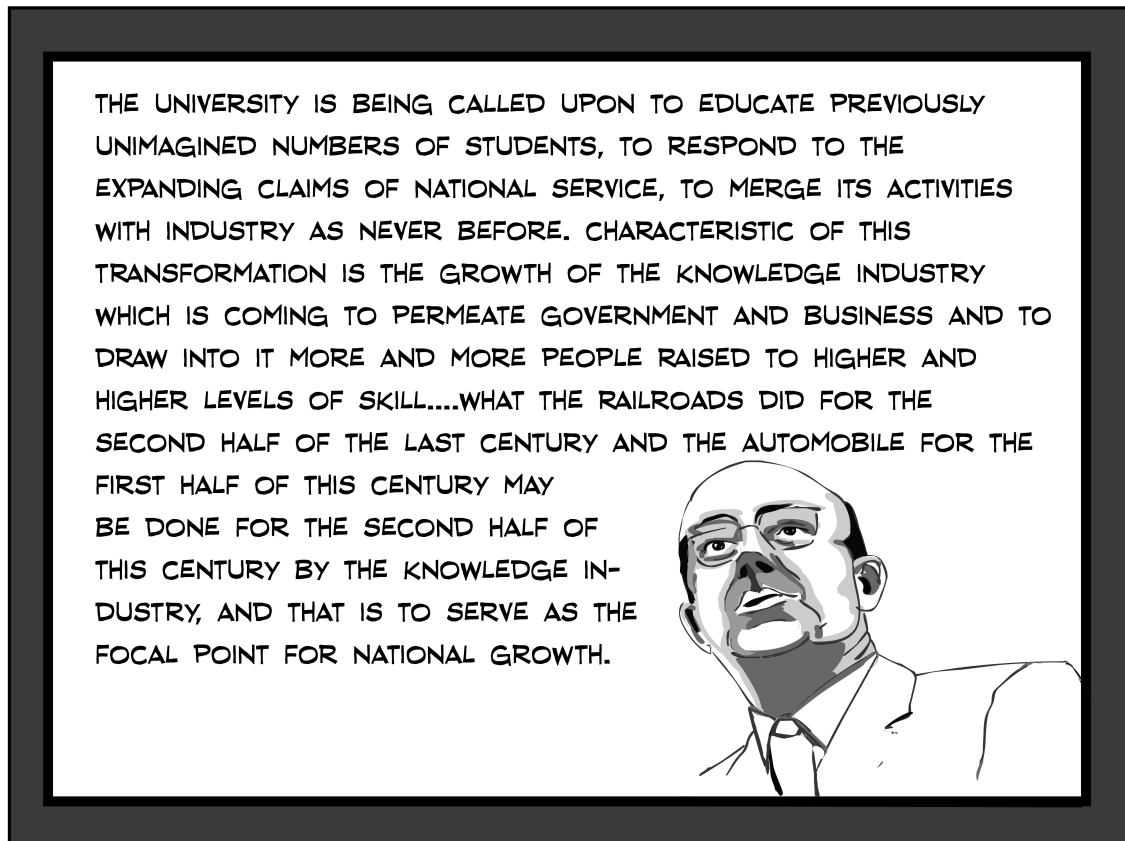 THE UNIVERSITY IS BEING CALLED UPON TO EDUCATE PREVIOUSLY
UNIMAGINED NUMBERS OF STUDENTS, TO RESPOND TO THE
EXPANDING CLAIMS OF NATIONAL SERVICE, TO MERGE ITS ACTIVITIES
WITH INDUSTRY AS NEVER BEFORE. CHARACTERISTIC OF THIS
TRANSFORMATION IS THE GROWTH OF THE KNOWLEDGE INDUSTRY
WHICH IS COMING TO PERMEATE GOVERNMENT AND BUSINESS AND TO
DRAW INTO IT MORE AND MORE PEOPLE RAISED TO HIGHER AND
HIGHER LEVELS OF SKILL....WHAT THE RAILROADS DID FOR THE
SECOND HALF OF THE LAST CENTURY AND THE AUTOMOBILE FOR THE
FIRST HALF OF THIS CENTURY MAY
BE DONE FOR THE SECOND HALF OF
THIS CENTURY BY THE KNOWLEDGE IN-
DUSTRY, AND THAT IS TO SERVE AS THE
FOCAL POINT FOR NATIONAL GROWTH.